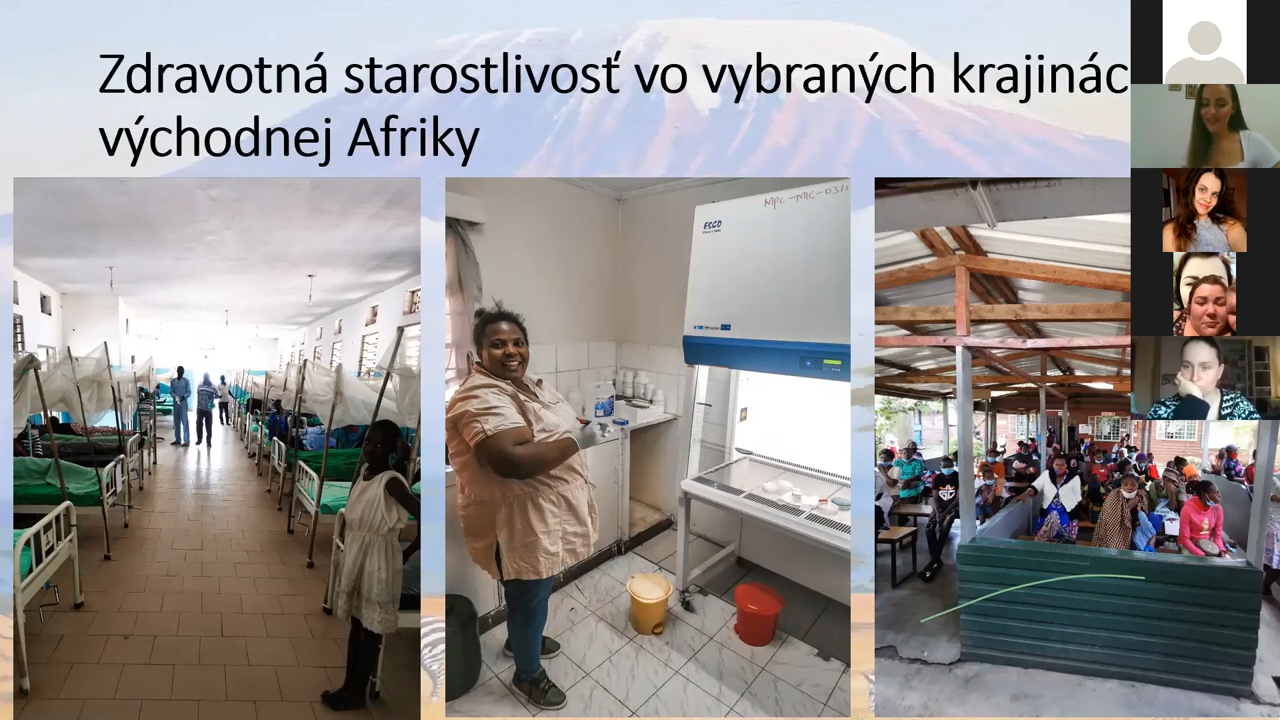 Zdravotná starostlivosť vo vybraných krajinác
východnej Afriky
ESCO